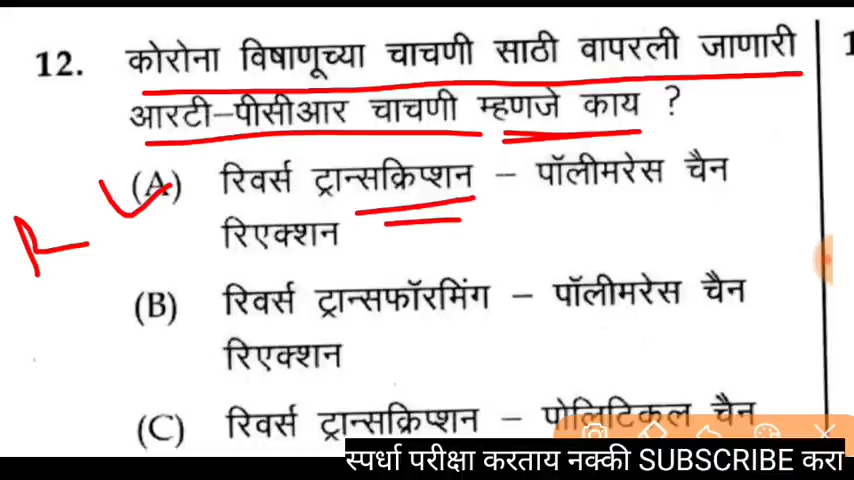 12. कोरोना विषाणूच्या चाचणी साठी वापरली जाणारी
आरटी–पीसीआर चाचणी म्हणजे काय ?
(A) रिवर्स ट्रान्सक्रिप्शन – पॉलीमरेस चैन
रिएक्शन
(B) रिवर्स ट्रान्सफॉरमिंग – पॉलीमरेस चैन
रिएक्शन
(C) रिवर्स ट्रान्सक्रिप्शन – पोलिटिकल चैन
स्पर्धा परीक्षा करताय नक्की SUBSCRIBE करा